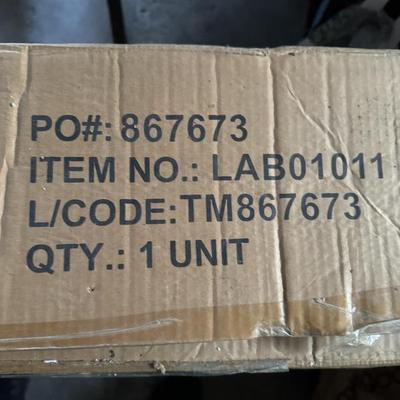 PO#: 867673
ITEM NO.: LAB01011
L/CODE:TM867673
QTY.: 1 UNIT